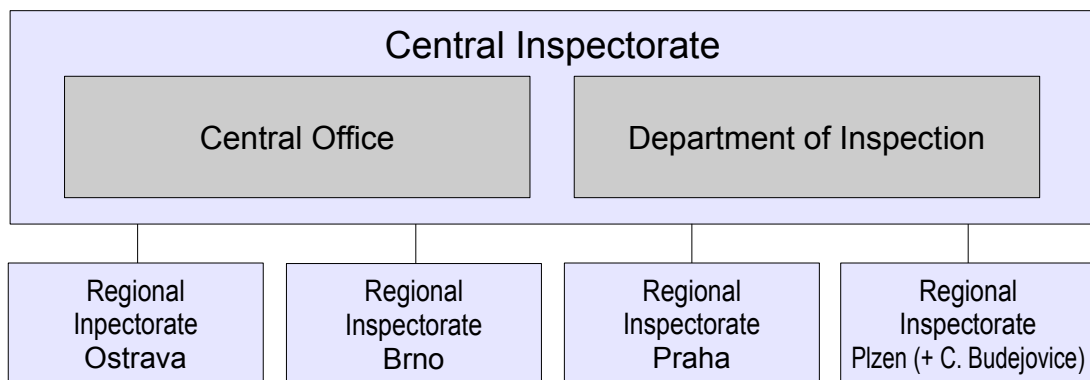 Central Inspectorate
Central Office
Department of Inspection
Regional
Inpectorate
Ostrava
Regional
Inspectorate
Brno
Regional
Inspectorate
Praha
Regional
Inspectorate
Plzen (+ C. Budejovice)